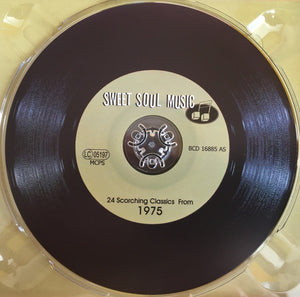 SWEET SOUL MUSIC
LC 05197
MCPS
BCD 16885 AS
24 Scorching Classics From
1975